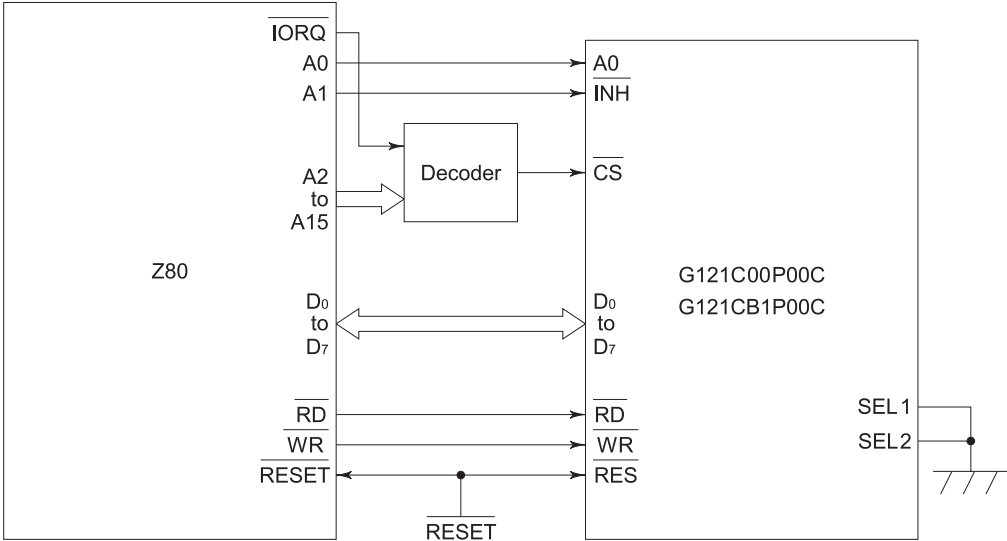 IORQ
A0
A1
A2
to
A15
Z80
D0
to
D7
RD
WR
RESET
Decoder
RESET
A0
INH
CS
G121C00P00C
G121CB1P00C
D0
to
D7
RD
WR
RES
SEL1
SEL2